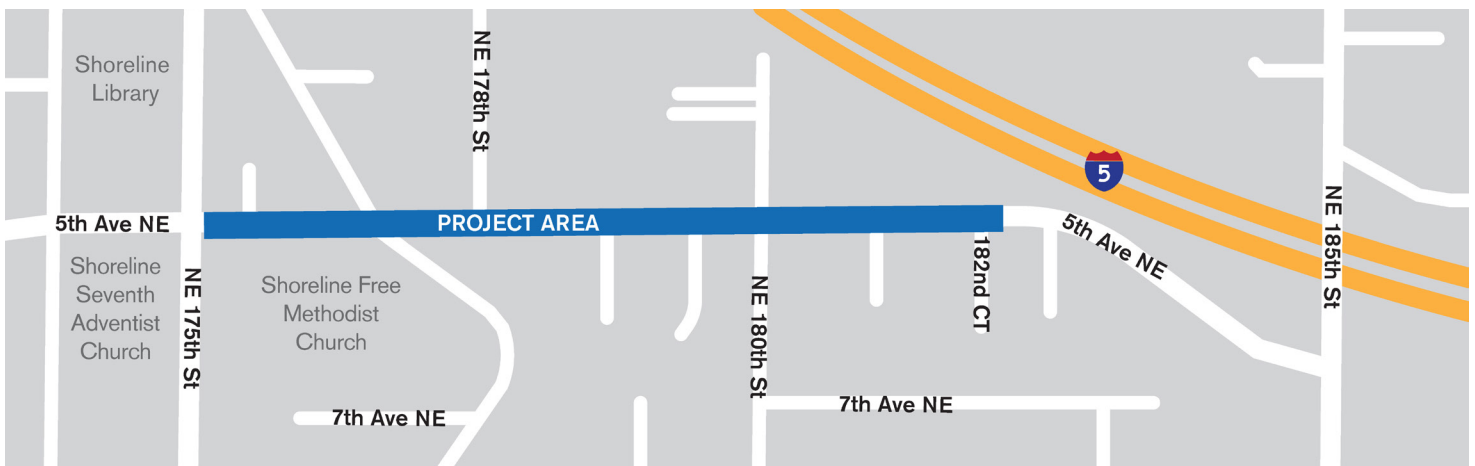 Shoreline
Library
NE 178th St
5
5th Ave NE
PROJECT AREA
5th Ave NE
NE 185th St
Shoreline
Seventh
Adventist
Church
NE 175th St
Shoreline Free
Methodist
Church
NE 180th St
182nd CT
7th Ave NE
7th Ave NE